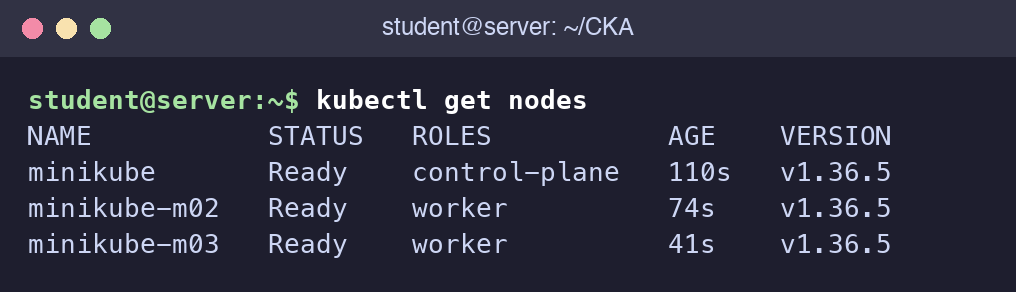 student@server: ~/CKA
student@server:~$ kubectl get nodes
NAME           STATUS   ROLES           AGE    VERSION
minikube       Ready    control-plane   110s   v1.36.5
minikube-m02   Ready    worker          74s    v1.36.5
minikube-m03   Ready    worker          41s    v1.36.5